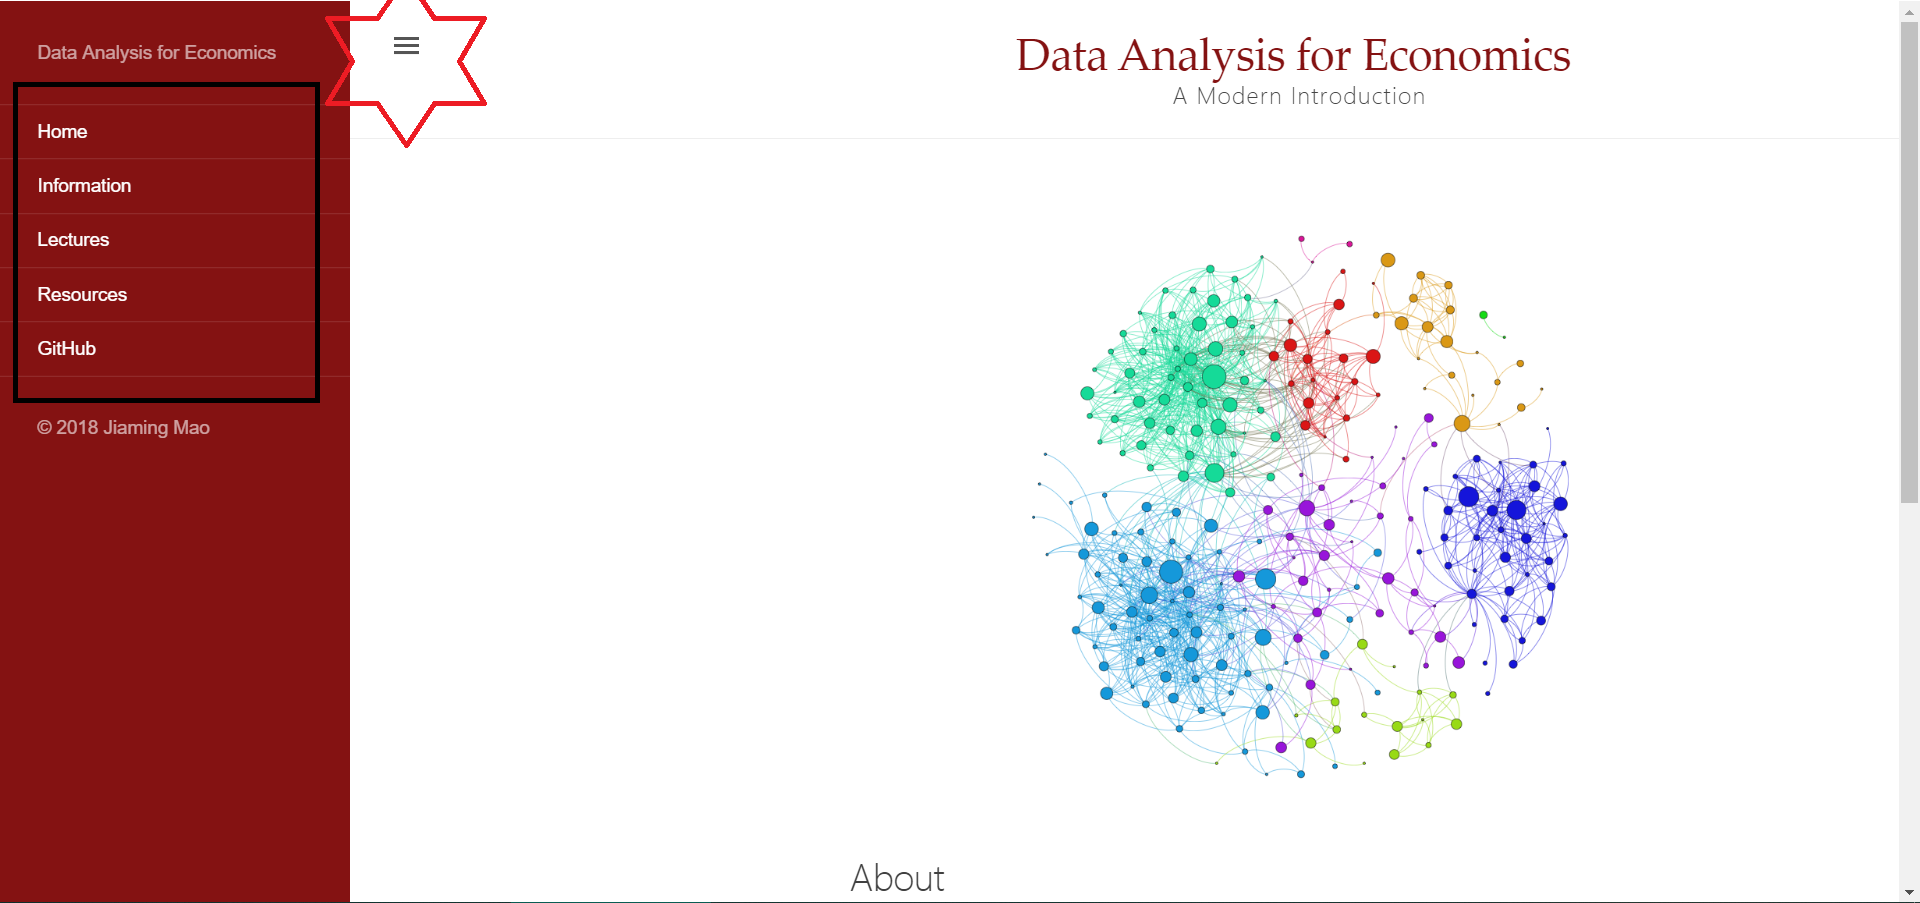 Data Analysis for Economics
Home
Information
Lectures
Resources
GitHub
© 2018 Jiaming Mao
Data Analysis for Economics
A Modern Introduction
About